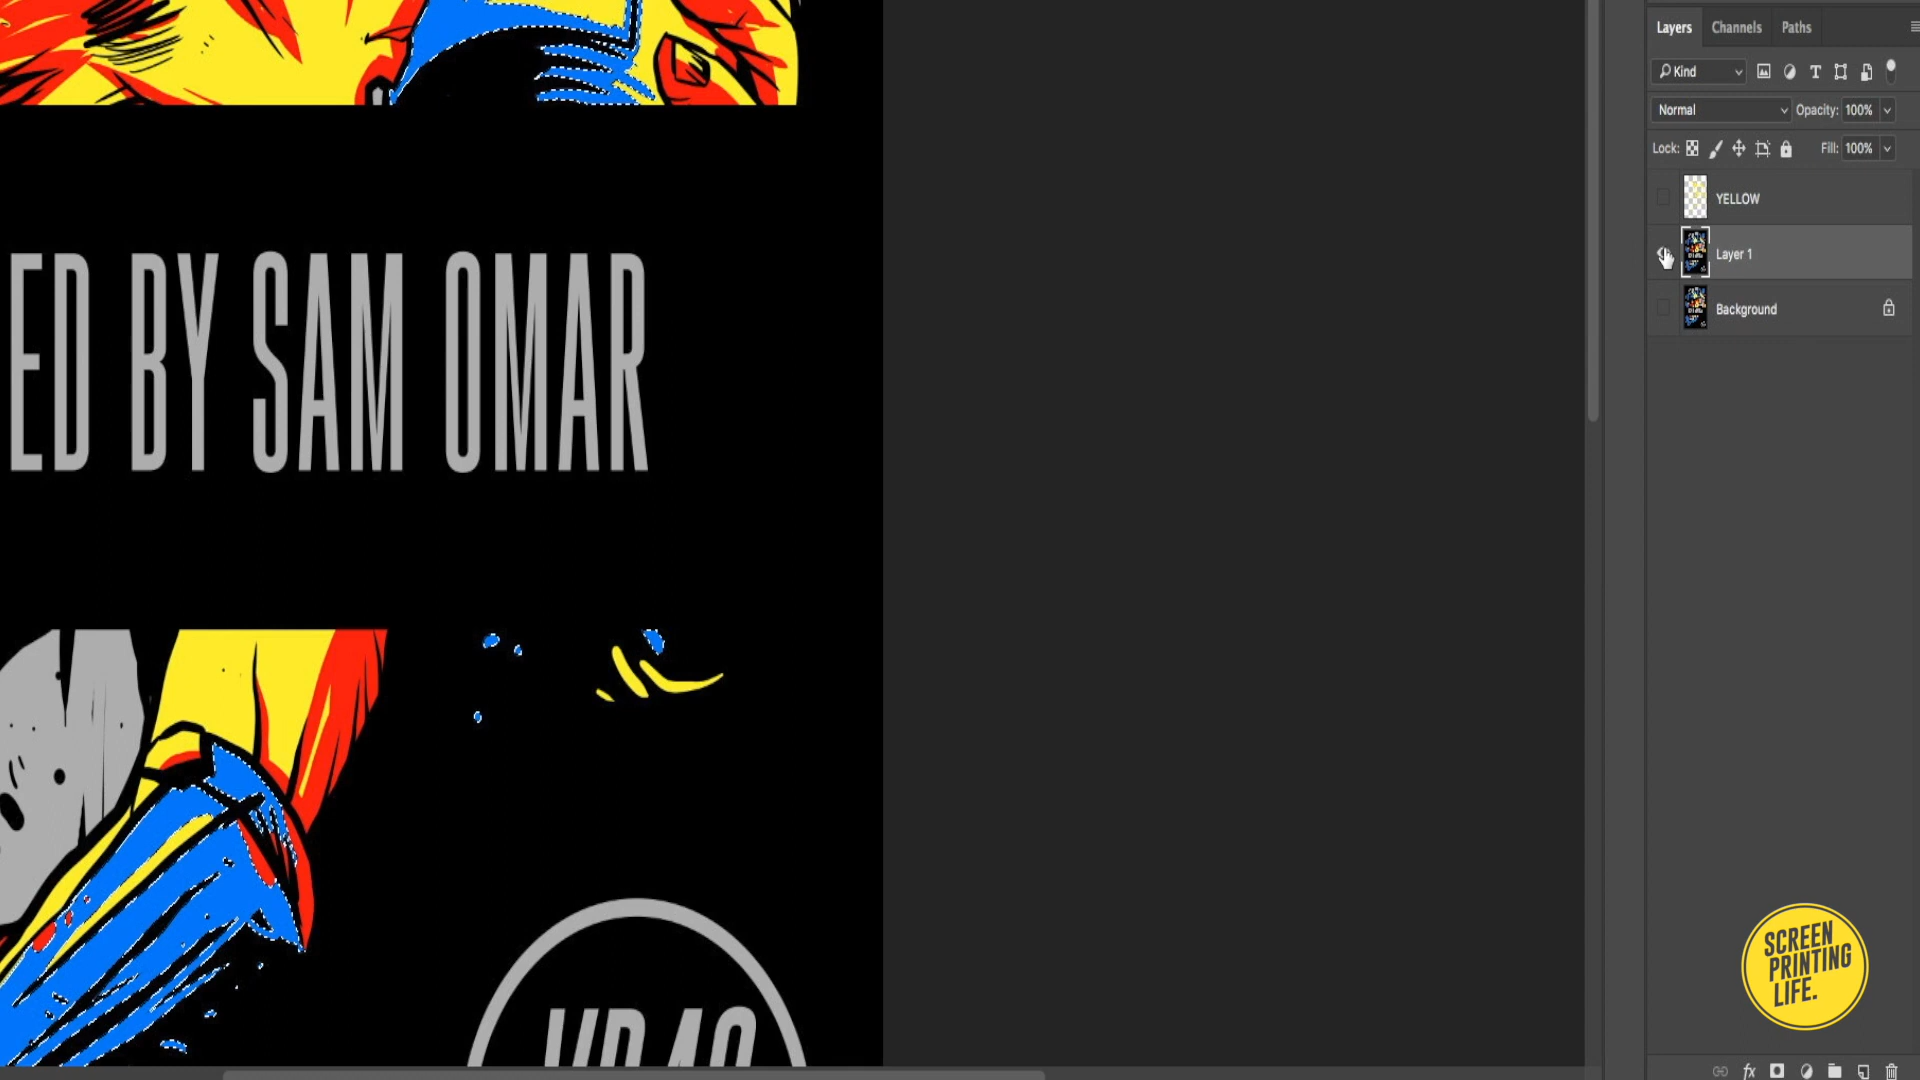 Layers Channels Paths
Kind
Normal Opacity: 100%
Lock: Fill: 100%
YELLOW
Layer 1
Background
ED BY SAM OMAR
SCREEN
PRINTING
LIFE.
fx